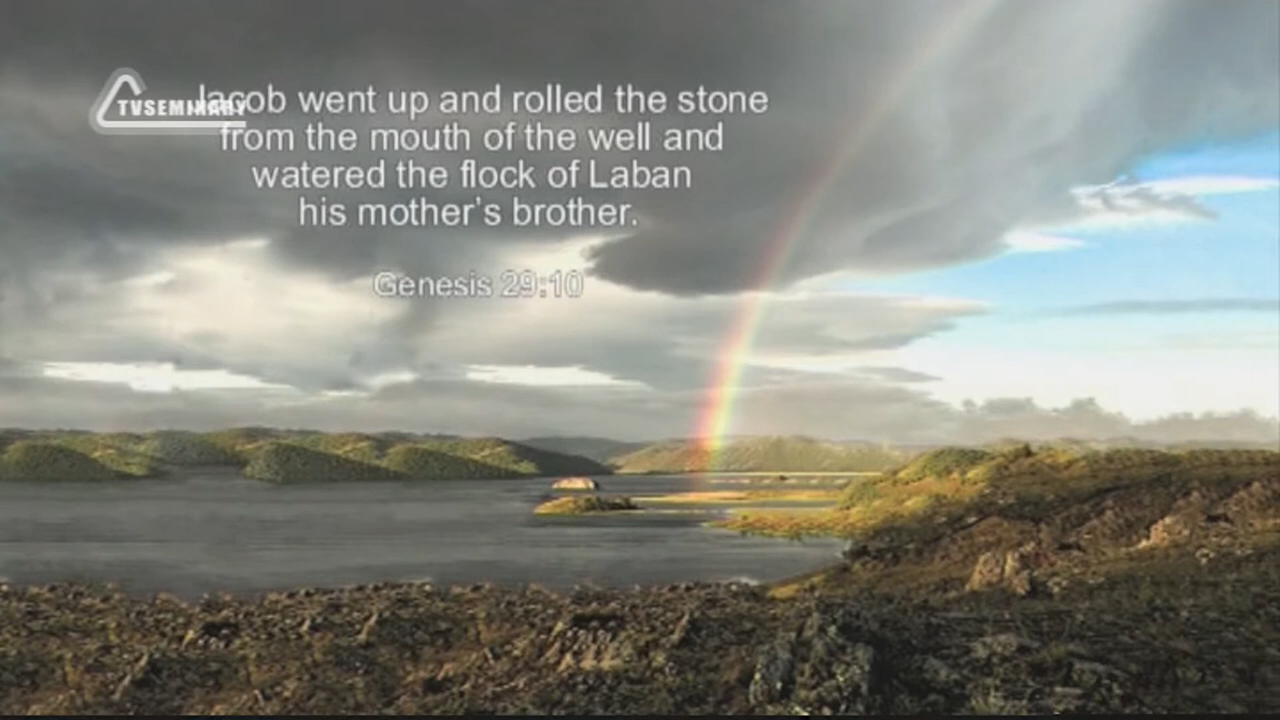 TVSEMINARY
Jacob went up and rolled the stone
from the mouth of the well and
watered the flock of Laban
his mother's brother.
Genesis 29:10